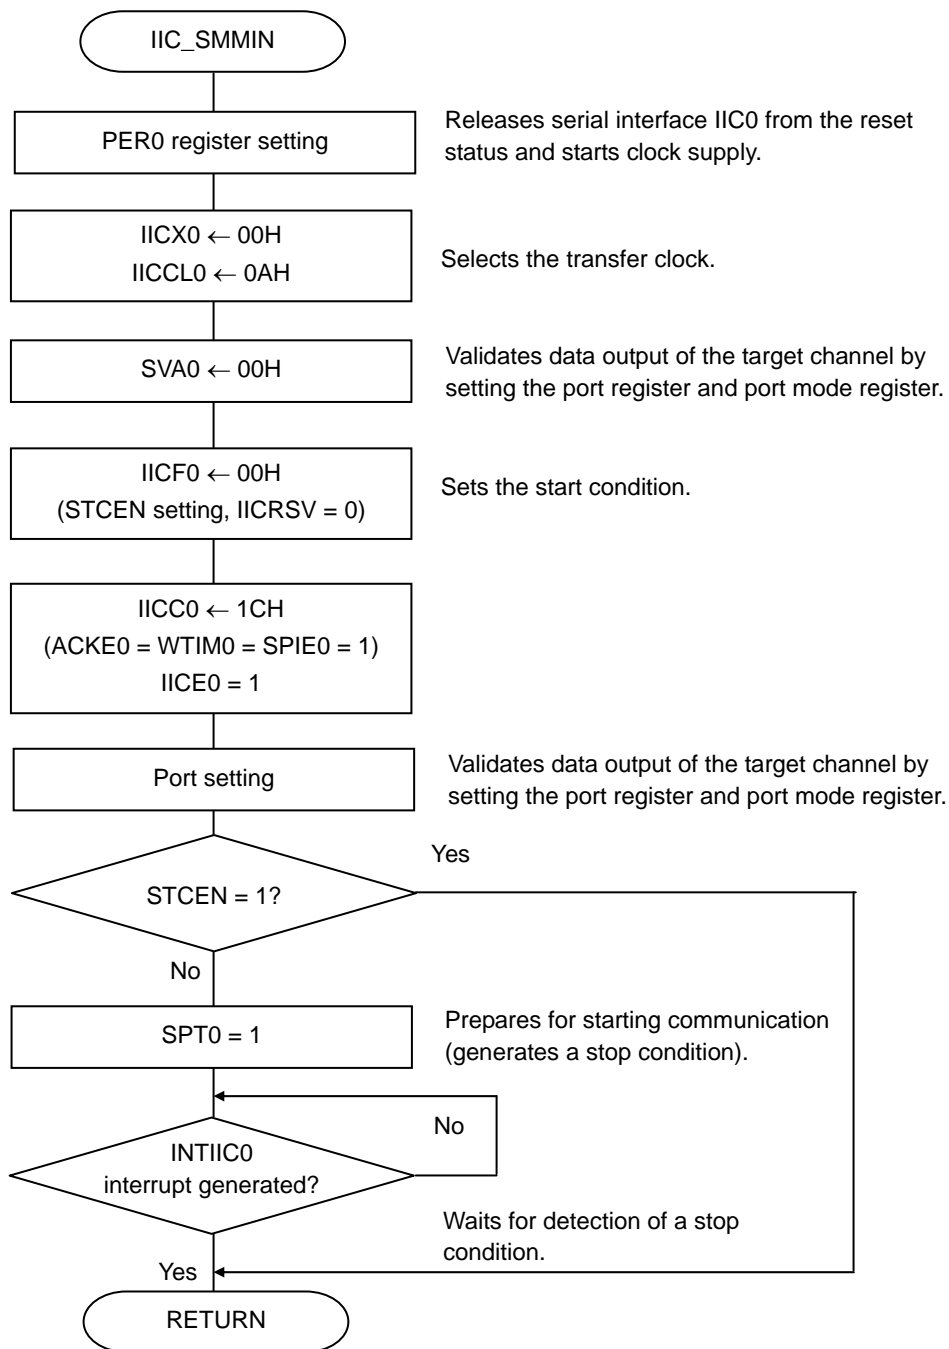 IIC_SMMIN
PER0 register setting
Releases serial interface IIC0 from the reset
status and starts clock supply.
IICX0 ← 00H
IICCL0 ← 0AH
Selects the transfer clock.
SVA0 ← 00H
Validates data output of the target channel by
setting the port register and port mode register.
IICF0 ← 00H
(STCEN setting, IICRSV = 0)
Sets the start condition.
IICC0 ← 1CH
(ACKE0 = WTIM0 = SPIE0 = 1)
IICE0 = 1
Port setting
Validates data output of the target channel by
setting the port register and port mode register.
STCEN = 1?
Yes
No
SPT0 = 1
Prepares for starting communication
(generates a stop condition).
INTIIC0
interrupt generated?
No
Waits for detection of a stop
condition.
Yes
RETURN